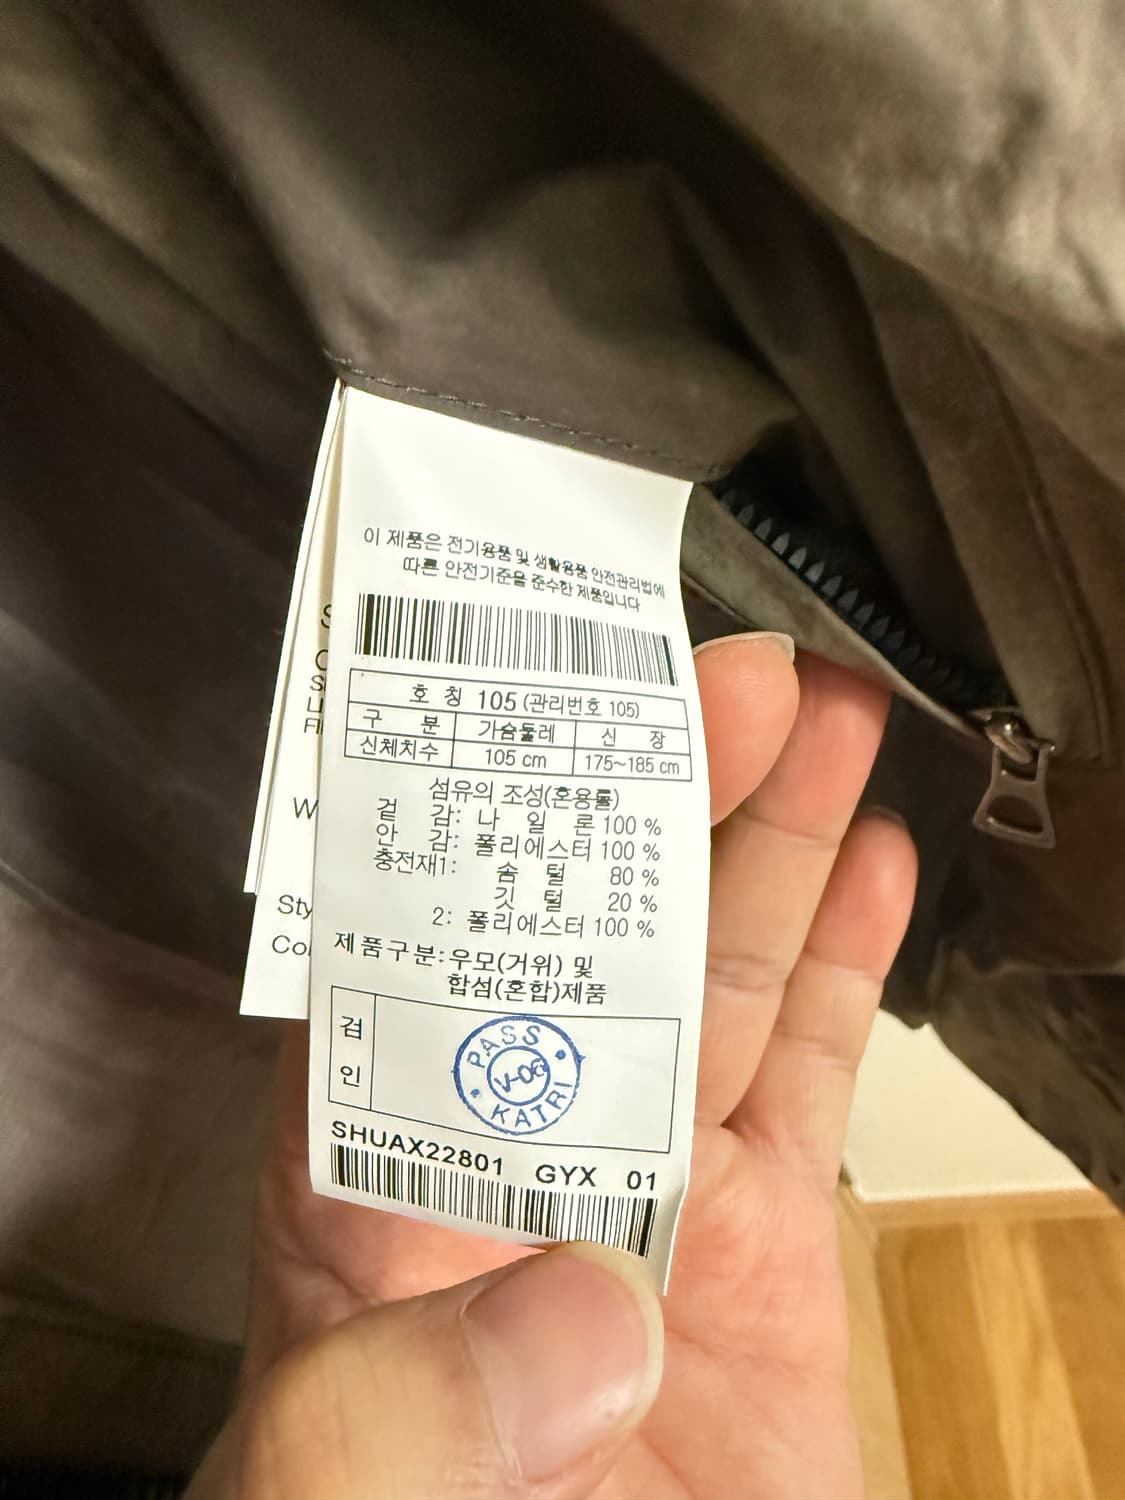 이 제품은 전기용품 및 생활용품 안전관리법에
따른 안전기준을 준수한 제품입니다
호 칭 105 (관리번호 105)
구 분 가슴둘레 신 장
신체치수 105 cm 175~185 cm
섬유의 조성(혼용률)
겉 감: 나 일 론 100 %
안 감: 폴리에스터 100 %
충전재1: 솜 털 80 %
깃 털 20 %
2: 폴리에스터 100 %
제품구분: 우모(거위) 및
합섬(혼합)제품
검
인
PASS
V-06
KATRI
SHUAX22801 GYX 01